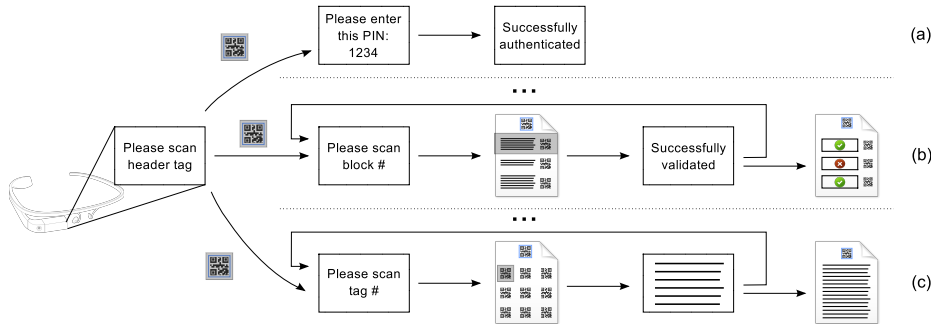 Please enter
this PIN:
1234
Successfully
authenticated
(a)
...
Please scan
header tag
Please scan
block #
Successfully
validated
(b)
...
Please scan
tag #
(c)